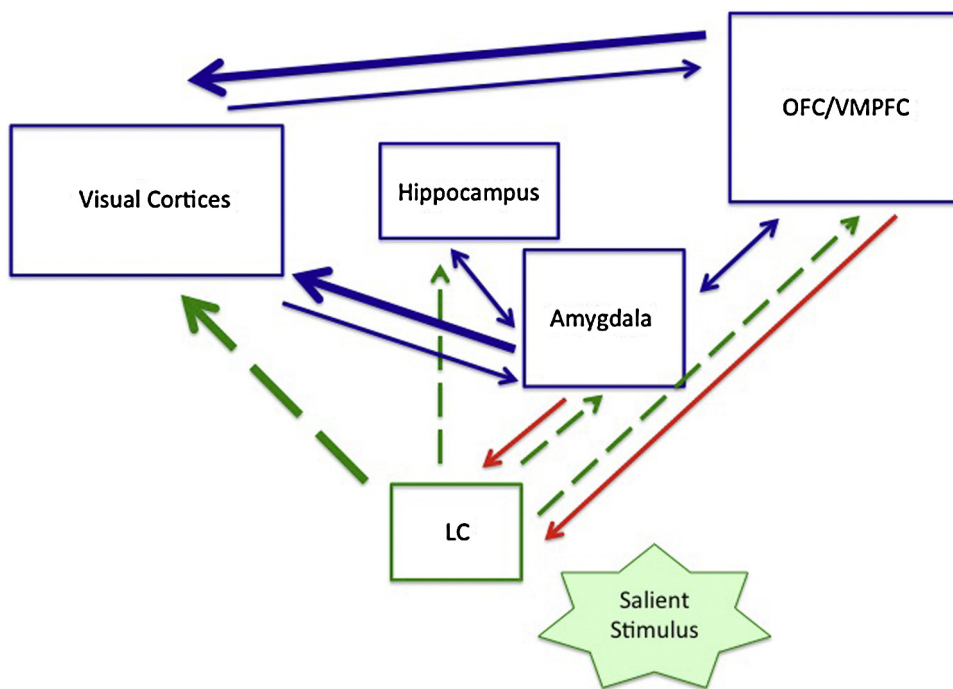 OFC/VMPFC
Visual Cortices
Hippocampus
Amygdala
LC
Salient
Stimulus